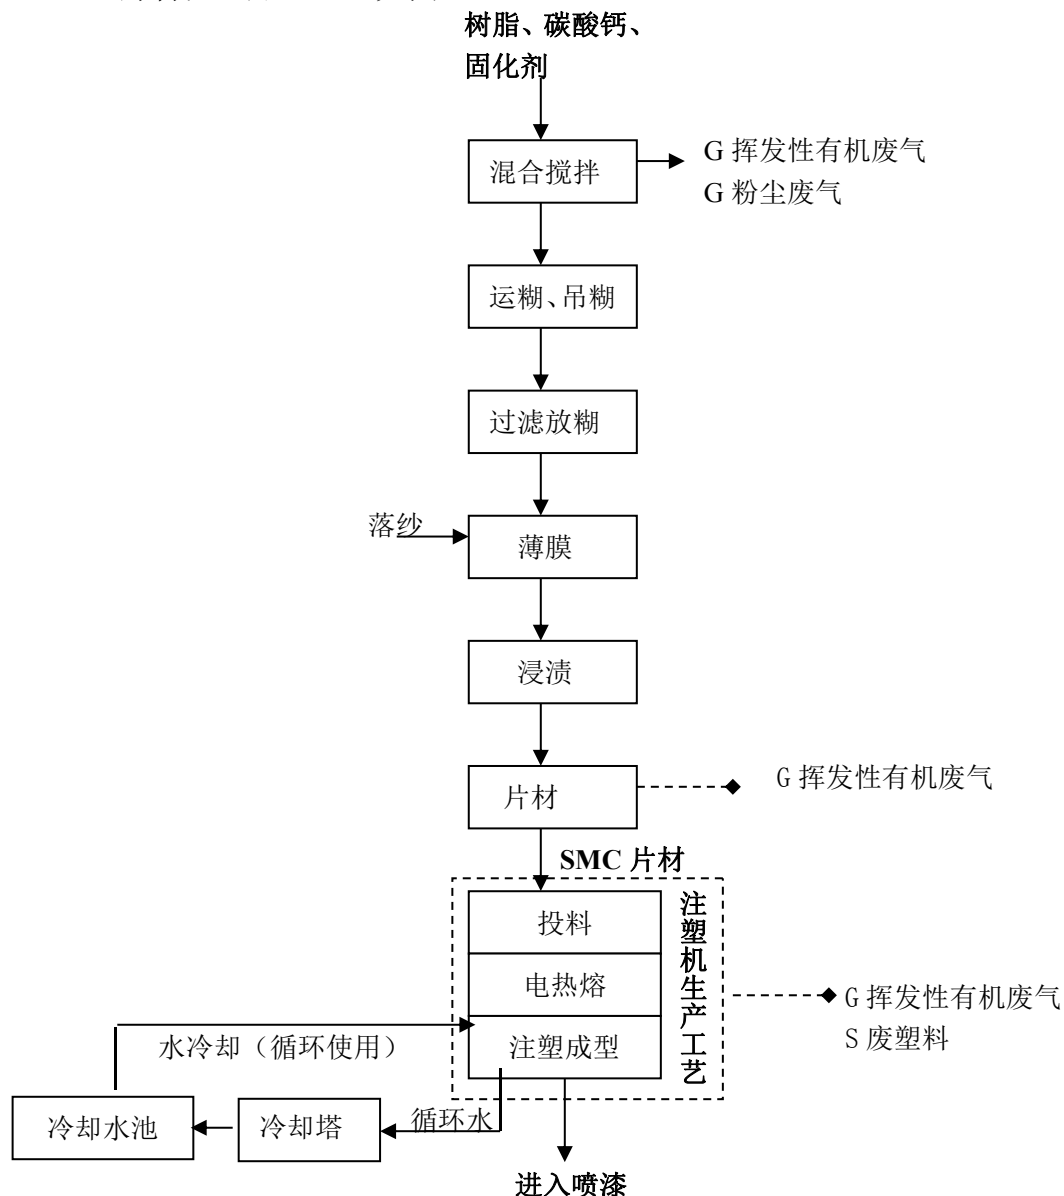 树脂、碳酸钙、
固化剂
混合搅拌
G 挥发性有机废气
G 粉尘废气
运糊、吊糊
过滤放糊
落纱
薄膜
浸渍
片材
G 挥发性有机废气
SMC 片材
投料
电热熔
注塑成型
注塑机生产工艺
G 挥发性有机废气
S 废塑料
水冷却（循环使用）
冷却水池
冷却塔
循环水
进入喷漆